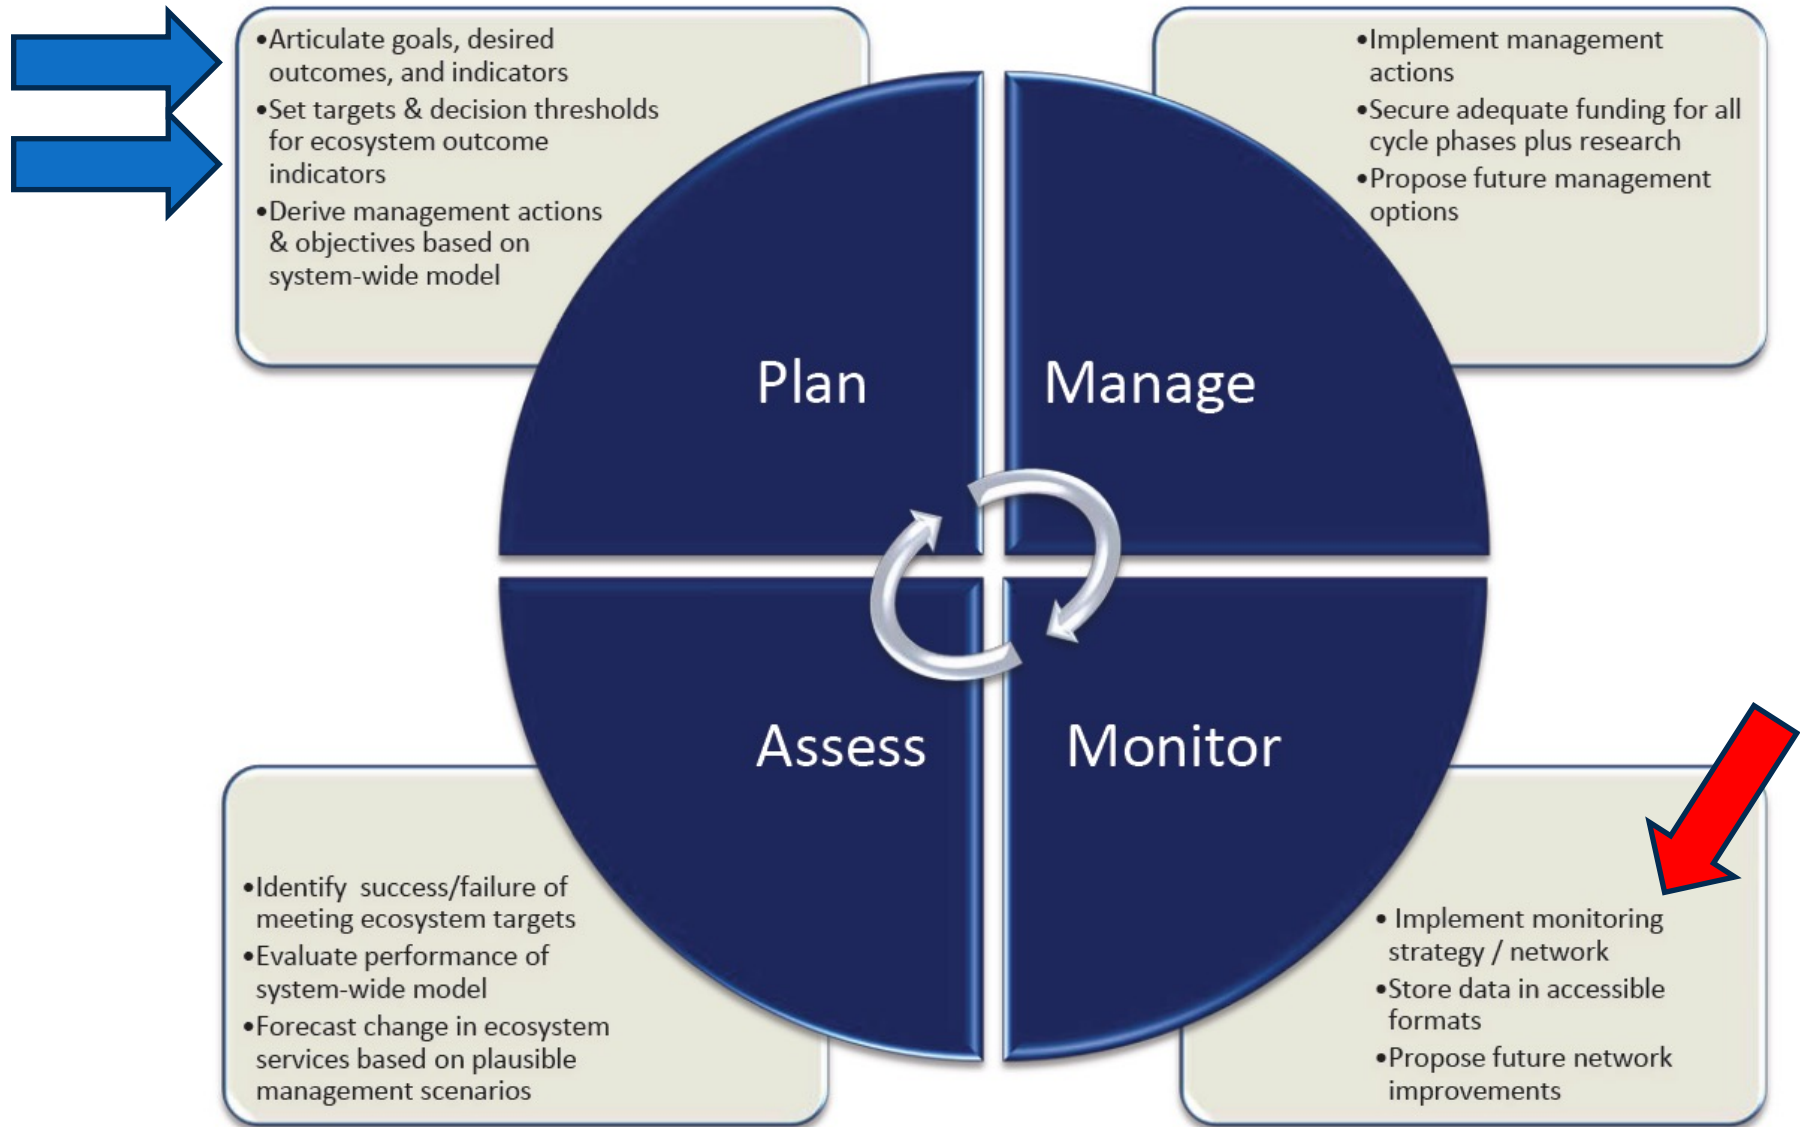 •Articulate goals, desired
outcomes, and indicators
•Set targets & decision thresholds
for ecosystem outcome
indicators
•Derive management actions
& objectives based on
system-wide model
•Implement management
actions
•Secure adequate funding for all
cycle phases plus research
•Propose future management
options
Plan
Manage
Assess
Monitor
•Identify  success/failure of
meeting ecosystem targets
•Evaluate performance of
system-wide model
•Forecast change in ecosystem
services based on plausible
management scenarios
• Implement monitoring
strategy / network
•Store data in accessible
formats
•Propose future network
improvements